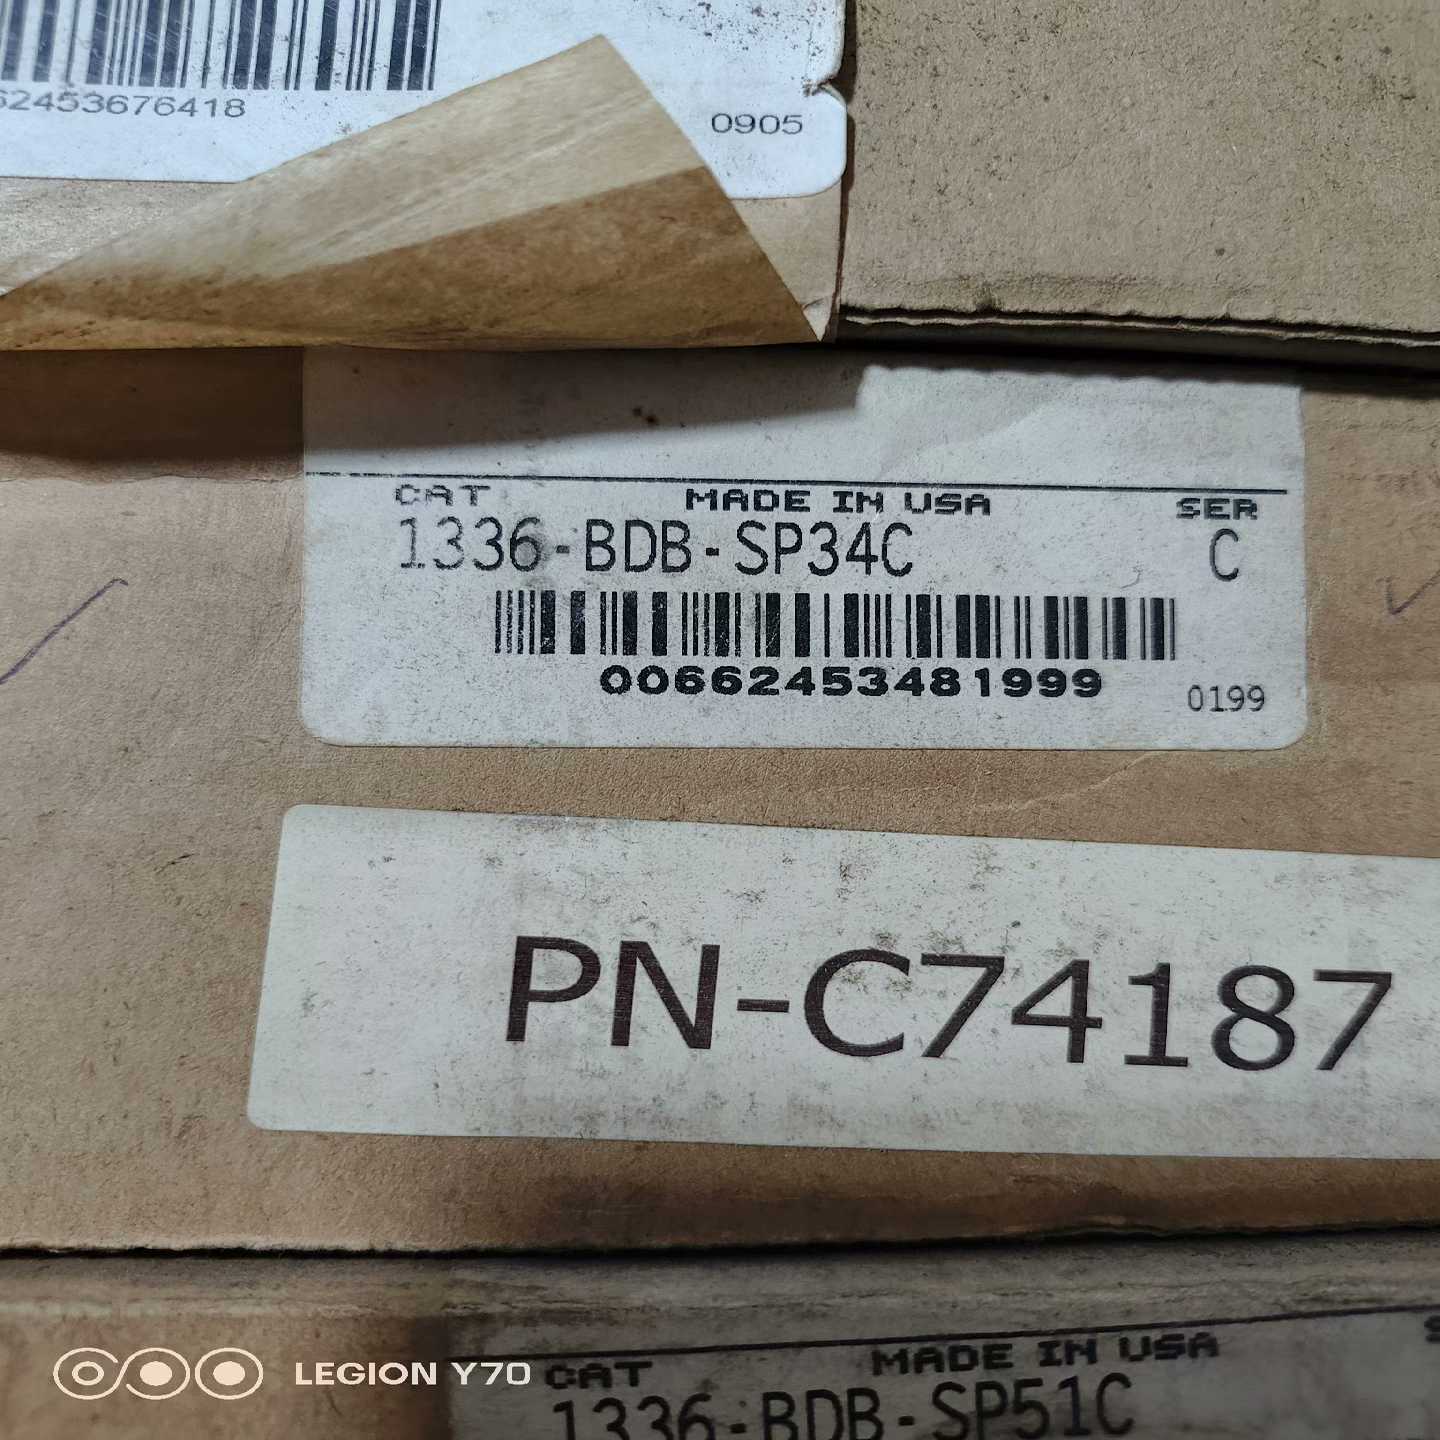 62453676418
0905
CAT MADE IN USA SER
1336-BDB-SP34C C
00662453481999
0199
PN-C74187
CAT MADE IN USA
1336-BDB-SP51C
LEGION Y70